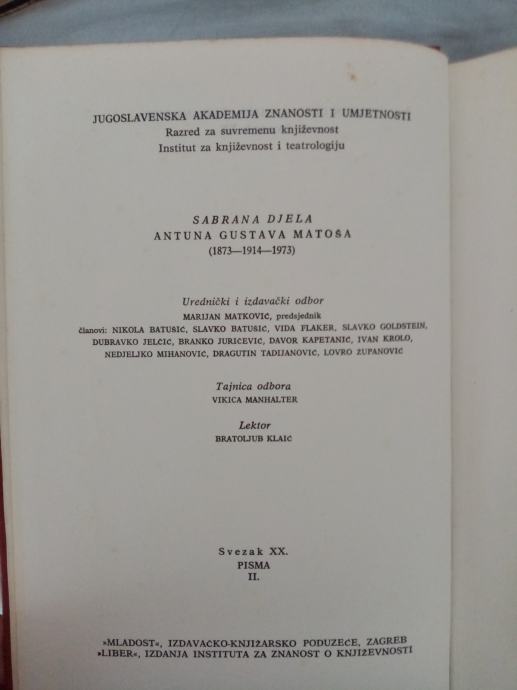 JUGOSLAVENSKA AKADEMIJA ZNANOSTI I UMJETNOSTI
Razred za suvremenu književnost
Institut za književnost i teatrologiju
SABRANA DJELA
ANTUNA GUSTAVA MATOŠA
(1873—1914—1973)
Urednički i izdavački odbor
MARIJAN MATKOVIĆ, predsjednik
članovi: NIKOLA BATUŠIĆ, SLAVKO BATUŠIĆ, VIDA FLAKER, SLAVKO GOLDSTEIN,
DUBRAVKO JELČIĆ, BRANKO JURIČEVIĆ, DAVOR KAPETANIĆ, IVAN KROLO,
NEDJELJKO MIHANOVIĆ, DRAGUTIN TADIJANOVIĆ, LOVRO ŽUPANOVIĆ
Tajnica odbora
VIKICA MANHALTER
Lektor
BRATOLJUB KLAIĆ
Svezak XX.
PISMA
II.
»MLADOST«, IZDAVAČKO-KNJIŽARSKO PODUZEĆE, ZAGREB
»LIBER«, IZDANJA INSTITUTA ZA ZNANOST O KNJIŽEVNOSTI